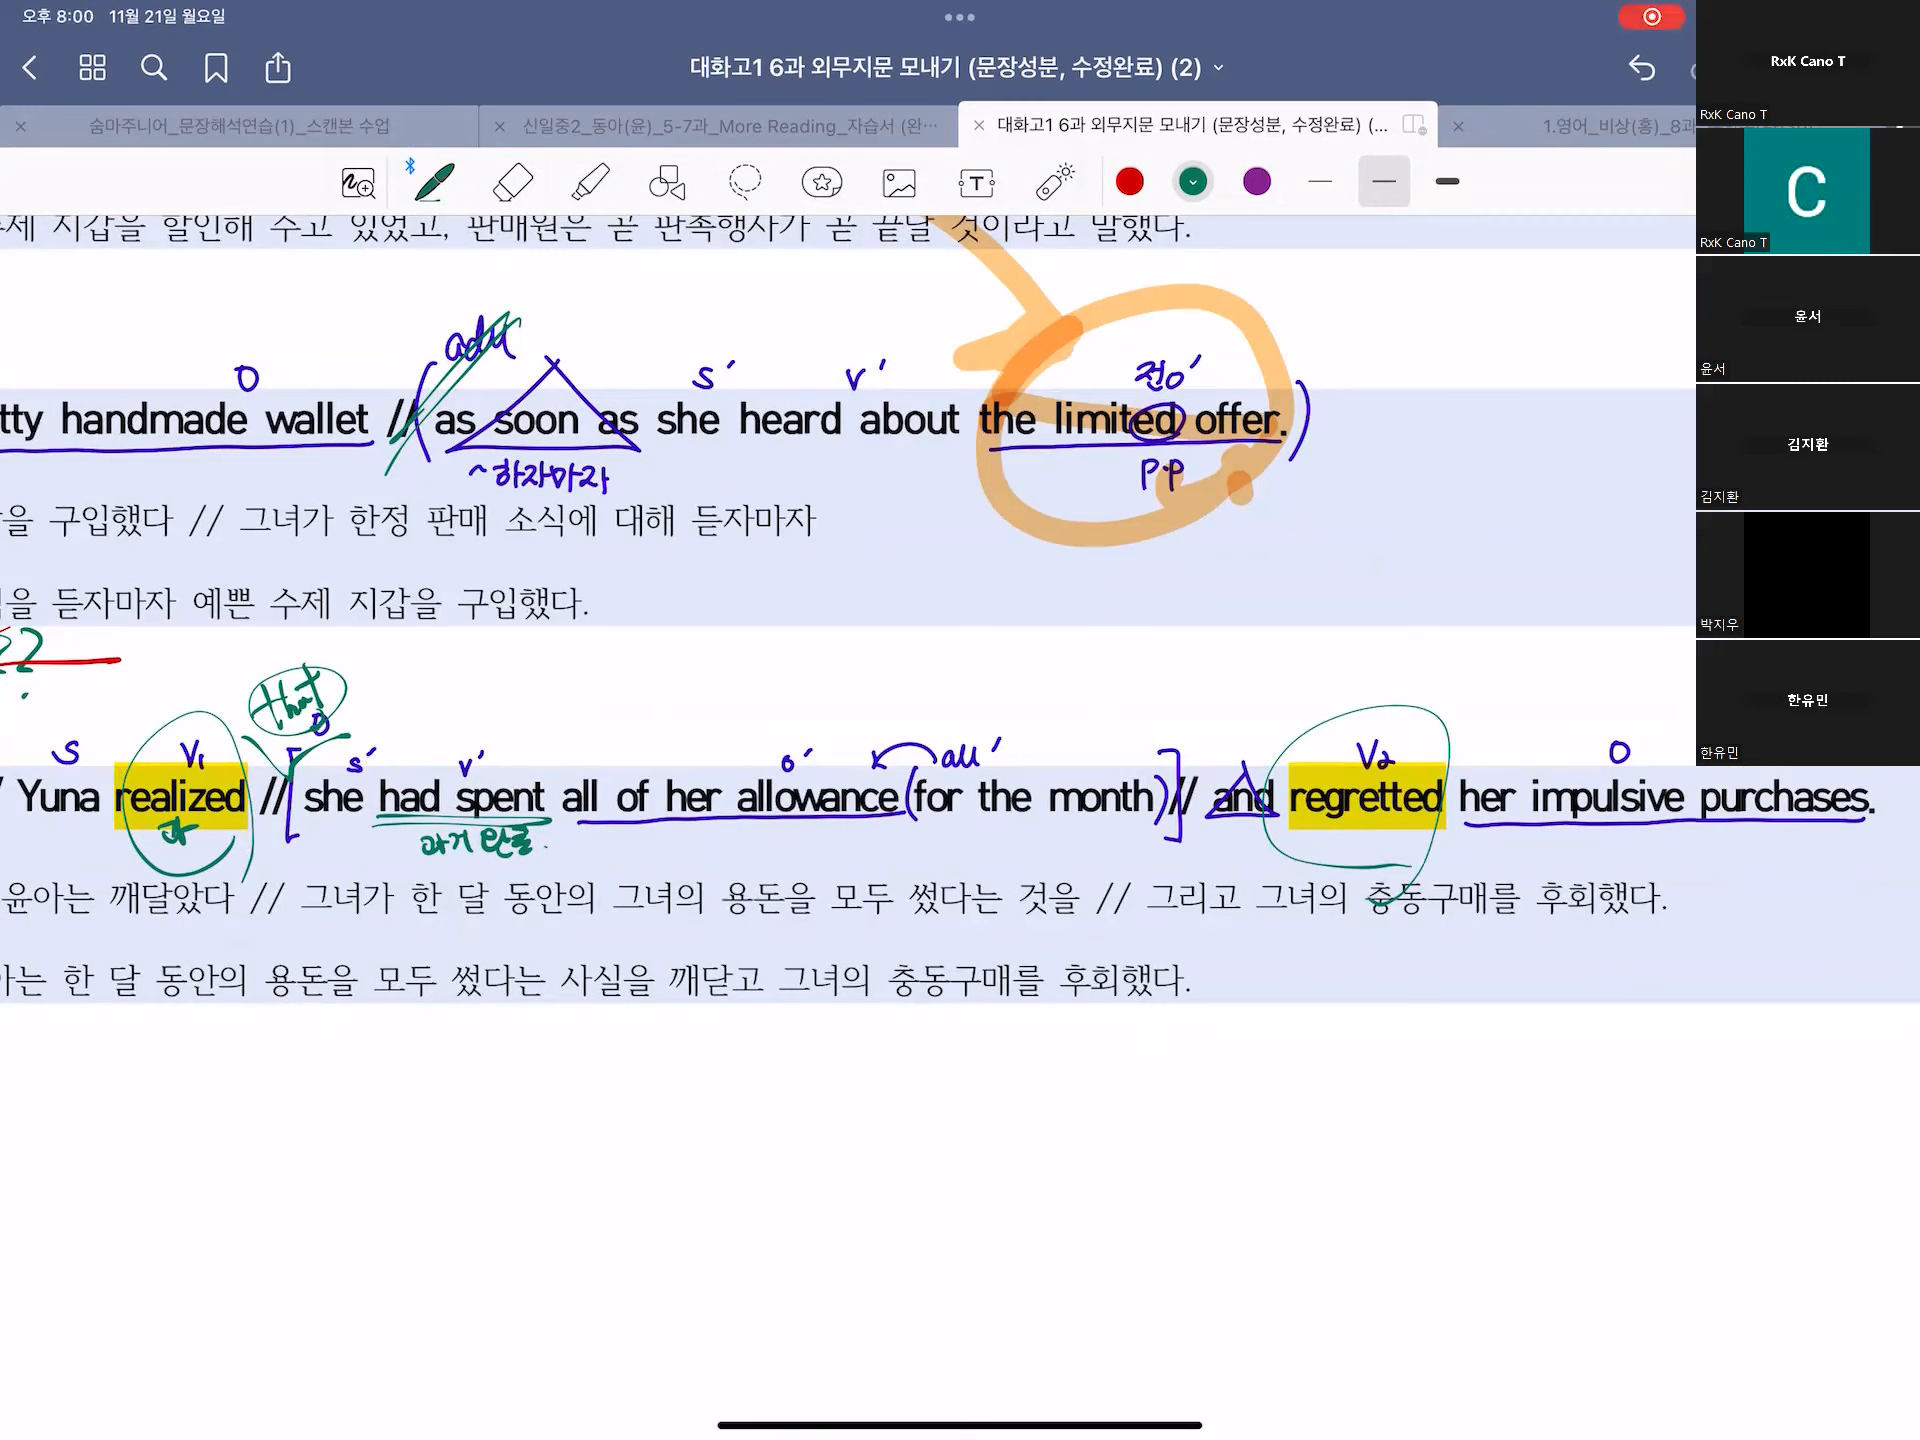 오후 8:00 11월 21일 월요일
대화고1 6과 외무지문 모내기 (문장성분, 수정완료) (2)
숨마주니어_문장해석연습(1)_스캔본 수업
신일중2_동아(윤)_5-7과_More Reading_자습서 (완…
대화고1 6과 외무지문 모내기 (문장성분, 수정완료) (...
1.영어_비상(홍)_8과
제 지갑을 할인해 주고 있었고, 판매원은 곧 판촉행사가 곧 끝날 것이라고 말했다.
O s′ v′ 전o′
tty handmade wallet // ( as soon as she heard about the limited offer. )
~하자마자 P.P
을 구입했다 // 그녀가 한정 판매 소식에 대해 듣자마자
을 듣자마자 예쁜 수제 지갑을 구입했다.
that
S V₁ O s′ v′ o′ V₂ O
/ Yuna realized // [ she had spent all of her allowance (for the month) ] // and regretted her impulsive purchases.
과 과거완료.
윤아는 깨달았다 // 그녀가 한 달 동안의 그녀의 용돈을 모두 썼다는 것을 // 그리고 그녀의 충동구매를 후회했다.
아는 한 달 동안의 용돈을 모두 썼다는 사실을 깨닫고 그녀의 충동구매를 후회했다.
RxK Cano T
RxK Cano T
C
RxK Cano T
윤서
윤서
김지환
김지환
박지우
한유민
한유민